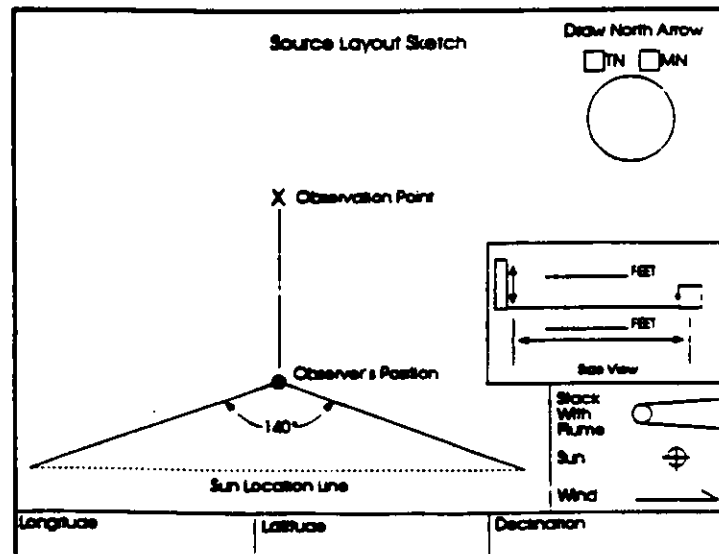 Source Layout Sketch
Draw North Arrow
TN MN
X Observation Point
FEET
FEET
Side View
Observer's Position
140°
Sun Location Line
Stack
With
Plume
Sun
Wind
Longitude
Latitude
Declination